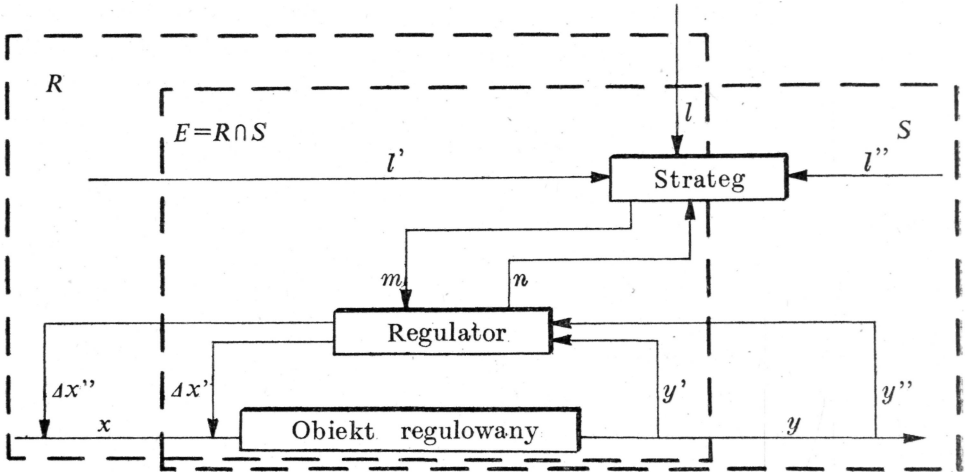 R
l
E=R∩S
S
l'
l''
Strateg
m
n
Regulator
Δx''
Δx'
y'
y''
x
Obiekt regulowany
y